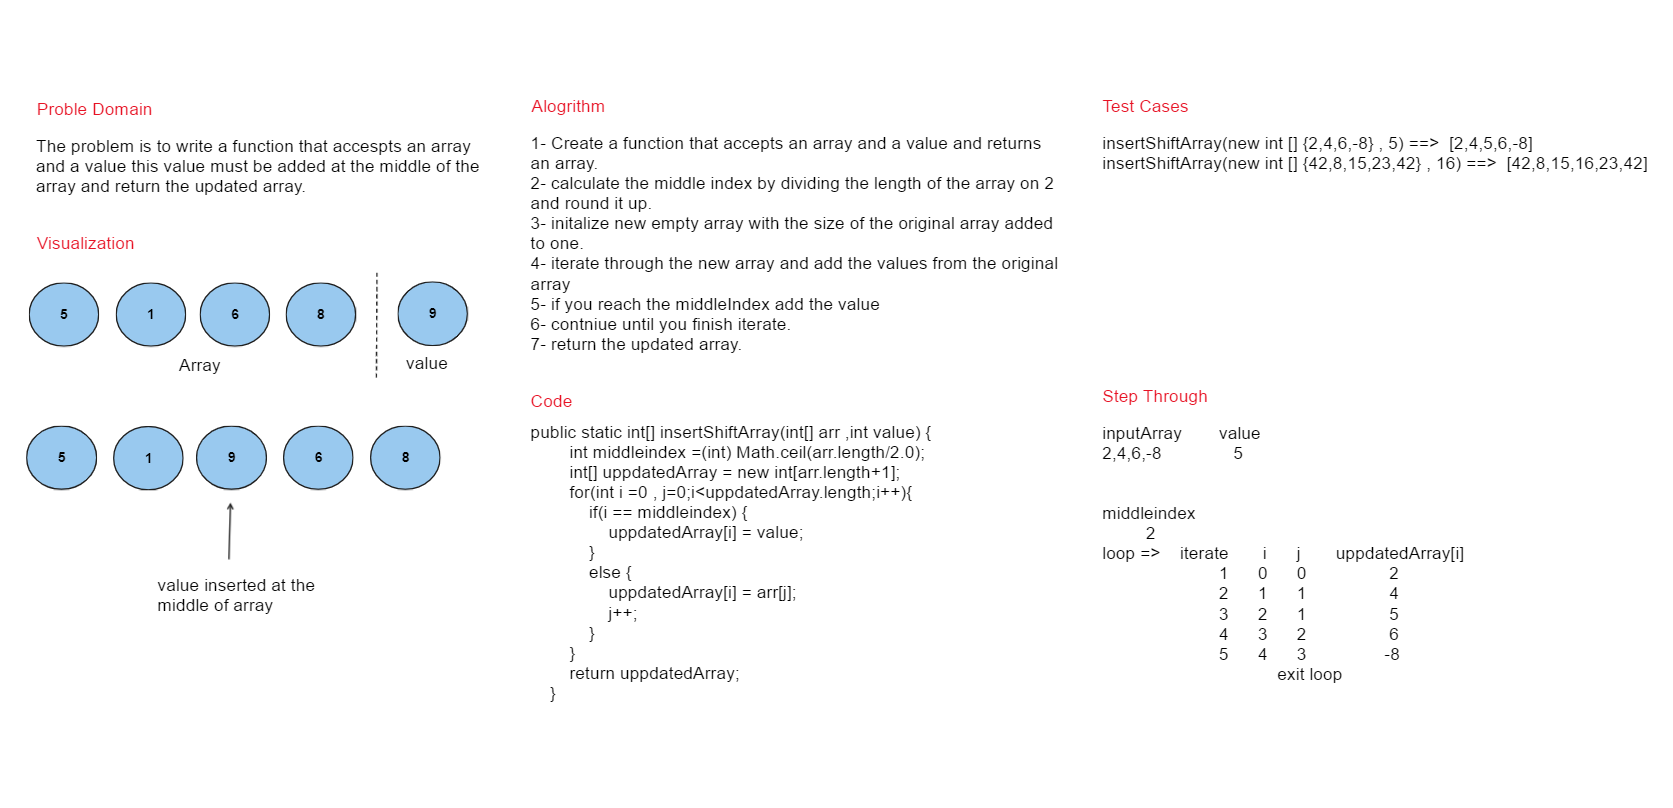 Proble Domain
The problem is to write a function that accespts an array
and a value this value must be added at the middle of the
array and return the updated array.
Visualization
5 1 6 8 9
Array value
5 1 9 6 8
value inserted at the
middle of array
Alogrithm
1- Create a function that accepts an array and a value and returns
an array.
2- calculate the middle index by dividing the length of the array on 2
and round it up.
3- initalize new empty array with the size of the original array added
to one.
4- iterate through the new array and add the values from the original
array
5- if you reach the middleIndex add the value
6- contniue until you finish iterate.
7- return the updated array.
Code
public static int[] insertShiftArray(int[] arr ,int value) {
int middleindex =(int) Math.ceil(arr.length/2.0);
int[] uppdatedArray = new int[arr.length+1];
for(int i =0 , j=0;i<uppdatedArray.length;i++){
if(i == middleindex) {
uppdatedArray[i] = value;
}
else {
uppdatedArray[i] = arr[j];
j++;
}
}
return uppdatedArray;
}
Test Cases
insertShiftArray(new int [] {2,4,6,-8} , 5) ==> [2,4,5,6,-8]
insertShiftArray(new int [] {42,8,15,23,42} , 16) ==> [42,8,15,16,23,42]
Step Through
inputArray value
2,4,6,-8 5
middleindex
2
loop => iterate i j uppdatedArray[i]
1 0 0 2
2 1 1 4
3 2 1 5
4 3 2 6
5 4 3 -8
exit loop